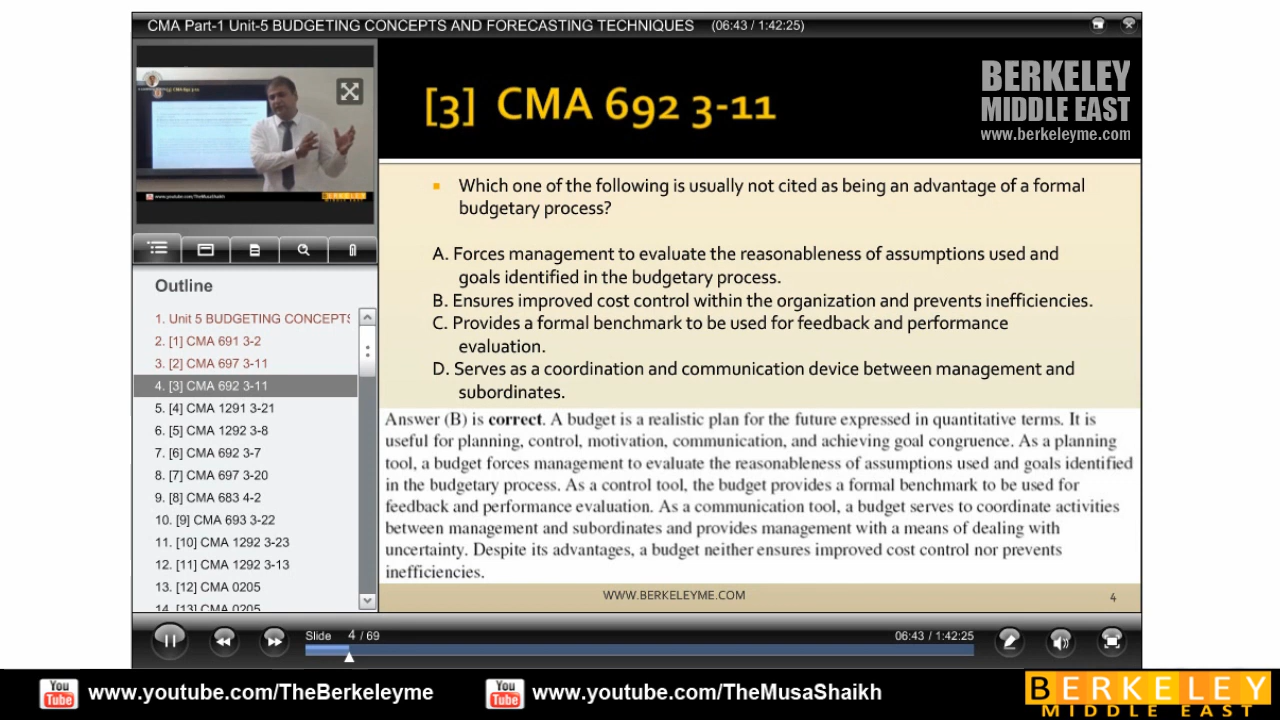 CMA Part-1 Unit-5 BUDGETING CONCEPTS AND FORECASTING TECHNIQUES (06:43 / 1:42:25)
www.youtube.com/TheMusaShaikh
Outline
1. Unit 5 BUDGETING CONCEPTS
2. [1] CMA 691 3-2
3. [2] CMA 697 3-11
4. [3] CMA 692 3-11
5. [4] CMA 1291 3-21
6. [5] CMA 1292 3-8
7. [6] CMA 692 3-7
8. [7] CMA 697 3-20
9. [8] CMA 683 4-2
10. [9] CMA 693 3-22
11. [10] CMA 1292 3-23
12. [11] CMA 1292 3-13
13. [12] CMA 0205
14. [13] CMA 0205
[3] CMA 692 3-11
BERKELEY
MIDDLE EAST
www.berkeleyme.com
Which one of the following is usually not cited as being an advantage of a formal
budgetary process?
A. Forces management to evaluate the reasonableness of assumptions used and
goals identified in the budgetary process.
B. Ensures improved cost control within the organization and prevents inefficiencies.
C. Provides a formal benchmark to be used for feedback and performance
evaluation.
D. Serves as a coordination and communication device between management and
subordinates.
Answer (B) is correct. A budget is a realistic plan for the future expressed in quantitative terms. It is
useful for planning, control, motivation, communication, and achieving goal congruence. As a planning
tool, a budget forces management to evaluate the reasonableness of assumptions used and goals identified
in the budgetary process. As a control tool, the budget provides a formal benchmark to be used for
feedback and performance evaluation. As a communication tool, a budget serves to coordinate activities
between management and subordinates and provides management with a means of dealing with
uncertainty. Despite its advantages, a budget neither ensures improved cost control nor prevents
inefficiencies.
WWW.BERKELEYME.COM 4
Slide 4 / 69 06:43 / 1:42:25
You Tube www.youtube.com/TheBerkeleyme You Tube www.youtube.com/TheMusaShaikh
BERKELEY
MIDDLE EAST